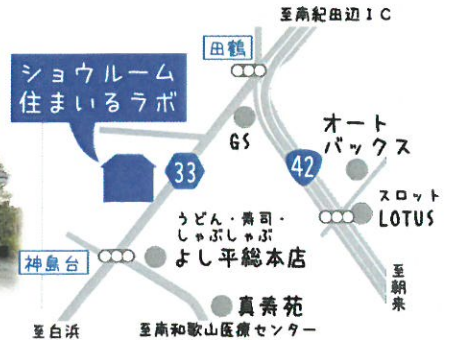 至南紀田辺IC
田鶴
ショウルーム
住まいるラボ
GS
オート
バックス
33
42
スロット
LOTUS
うどん・寿司・
しゃぶしゃぶ
よし平総本店
神島台
至朝来
真寿苑
至白浜
至南和歌山医療センター